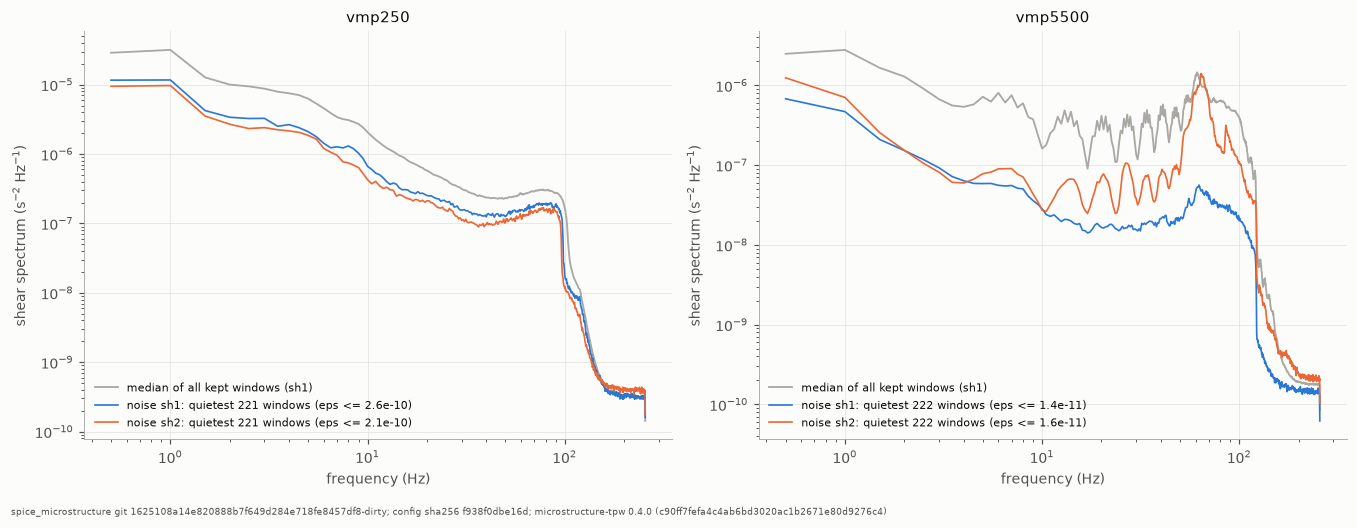 vmp250
vmp5500
shear spectrum (s⁻² Hz⁻¹)
10⁻⁵
10⁻⁶
10⁻⁷
10⁻⁸
10⁻⁹
10⁻¹⁰
median of all kept windows (sh1)
noise sh1: quietest 221 windows (eps <= 2.6e-10)
noise sh2: quietest 221 windows (eps <= 2.1e-10)
10⁰
10¹
10²
frequency (Hz)
shear spectrum (s⁻² Hz⁻¹)
10⁻⁶
10⁻⁷
10⁻⁸
10⁻⁹
10⁻¹⁰
median of all kept windows (sh1)
noise sh1: quietest 222 windows (eps <= 1.4e-11)
noise sh2: quietest 222 windows (eps <= 1.6e-11)
10⁰
10¹
10²
frequency (Hz)
spice_microstructure git 1625108a14e820888b7f649d284e718fe8457df8-dirty; config sha256 f938f0dbe16d; microstructure-tpw 0.4.0 (c90ff7fefa4c4ab6bd3020ac1b2671e80d9276c4)